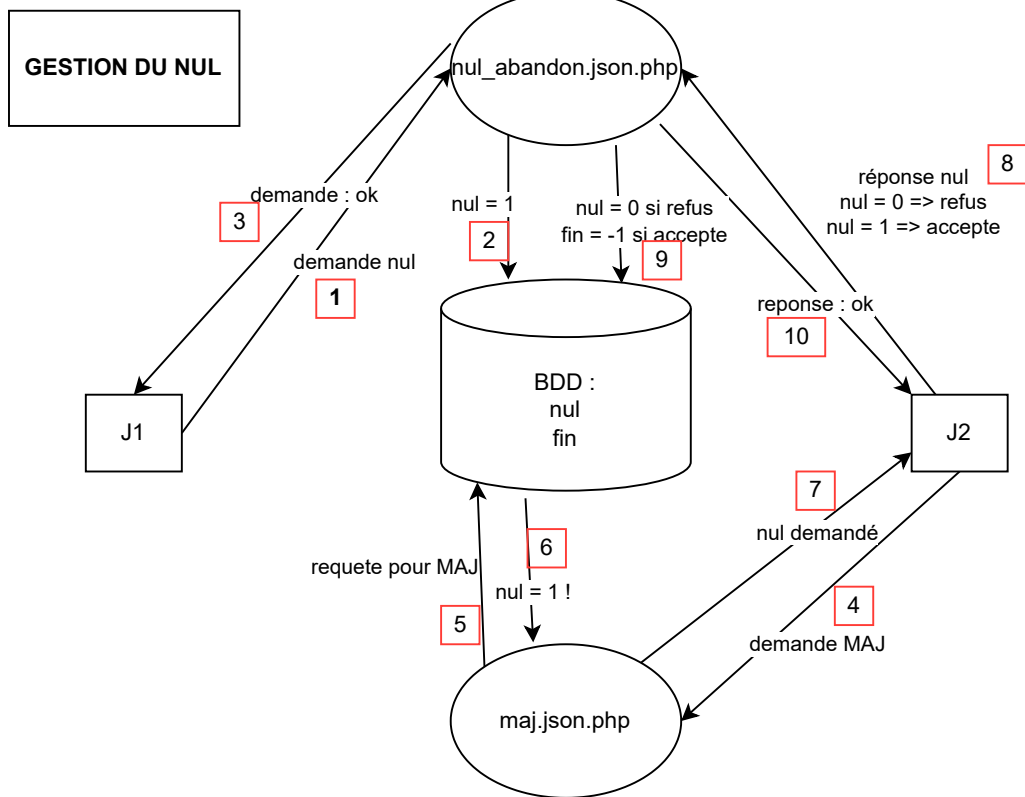 GESTION DU NUL
nul_abandon.json.php
8
réponse nul
nul = 0 => refus
nul = 1 => accepte
demande : ok
3
nul = 1
2
nul = 0 si refus
fin = -1 si accepte
9
demande nul
1
reponse : ok
10
BDD :
nul
fin
J1
J2
7
nul demandé
6
requete pour MAJ
nul = 1 !
5
4
demande MAJ
maj.json.php